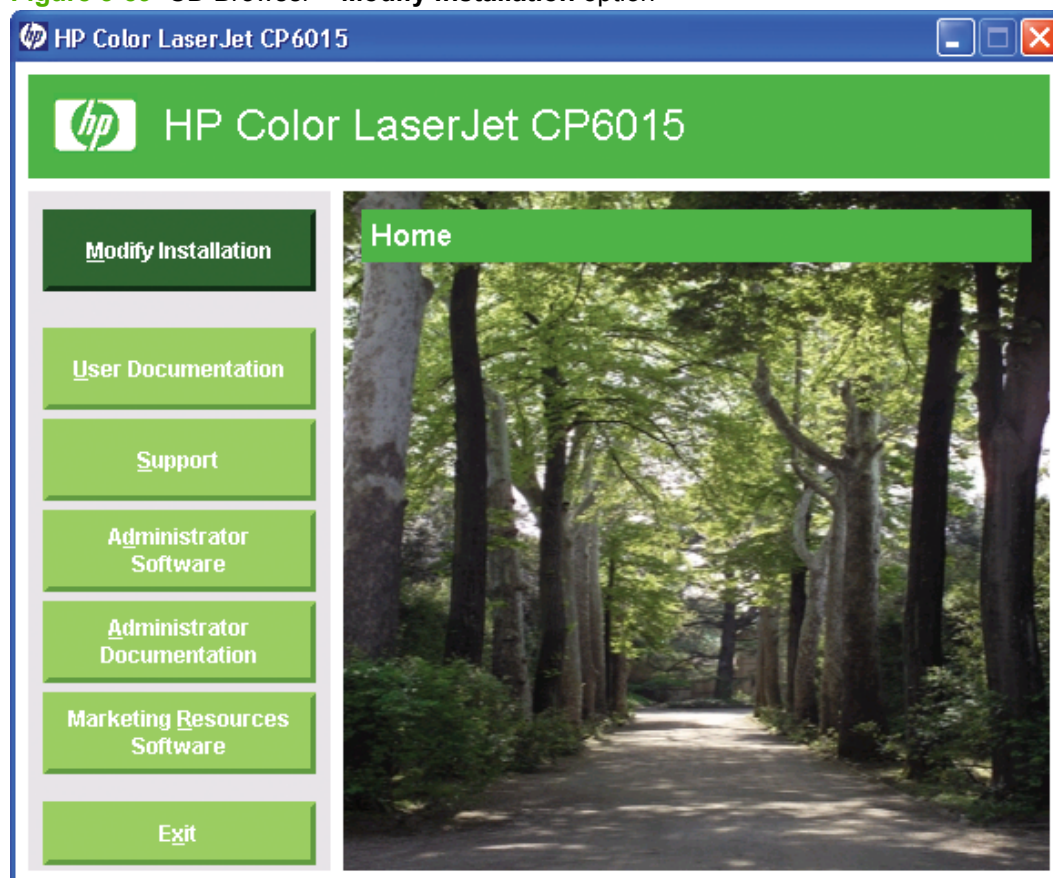 HP Color LaserJet CP6015
hp
HP Color LaserJet CP6015
Modify Installation
Home
User Documentation
Support
Administrator
Software
Administrator
Documentation
Marketing Resources
Software
Exit